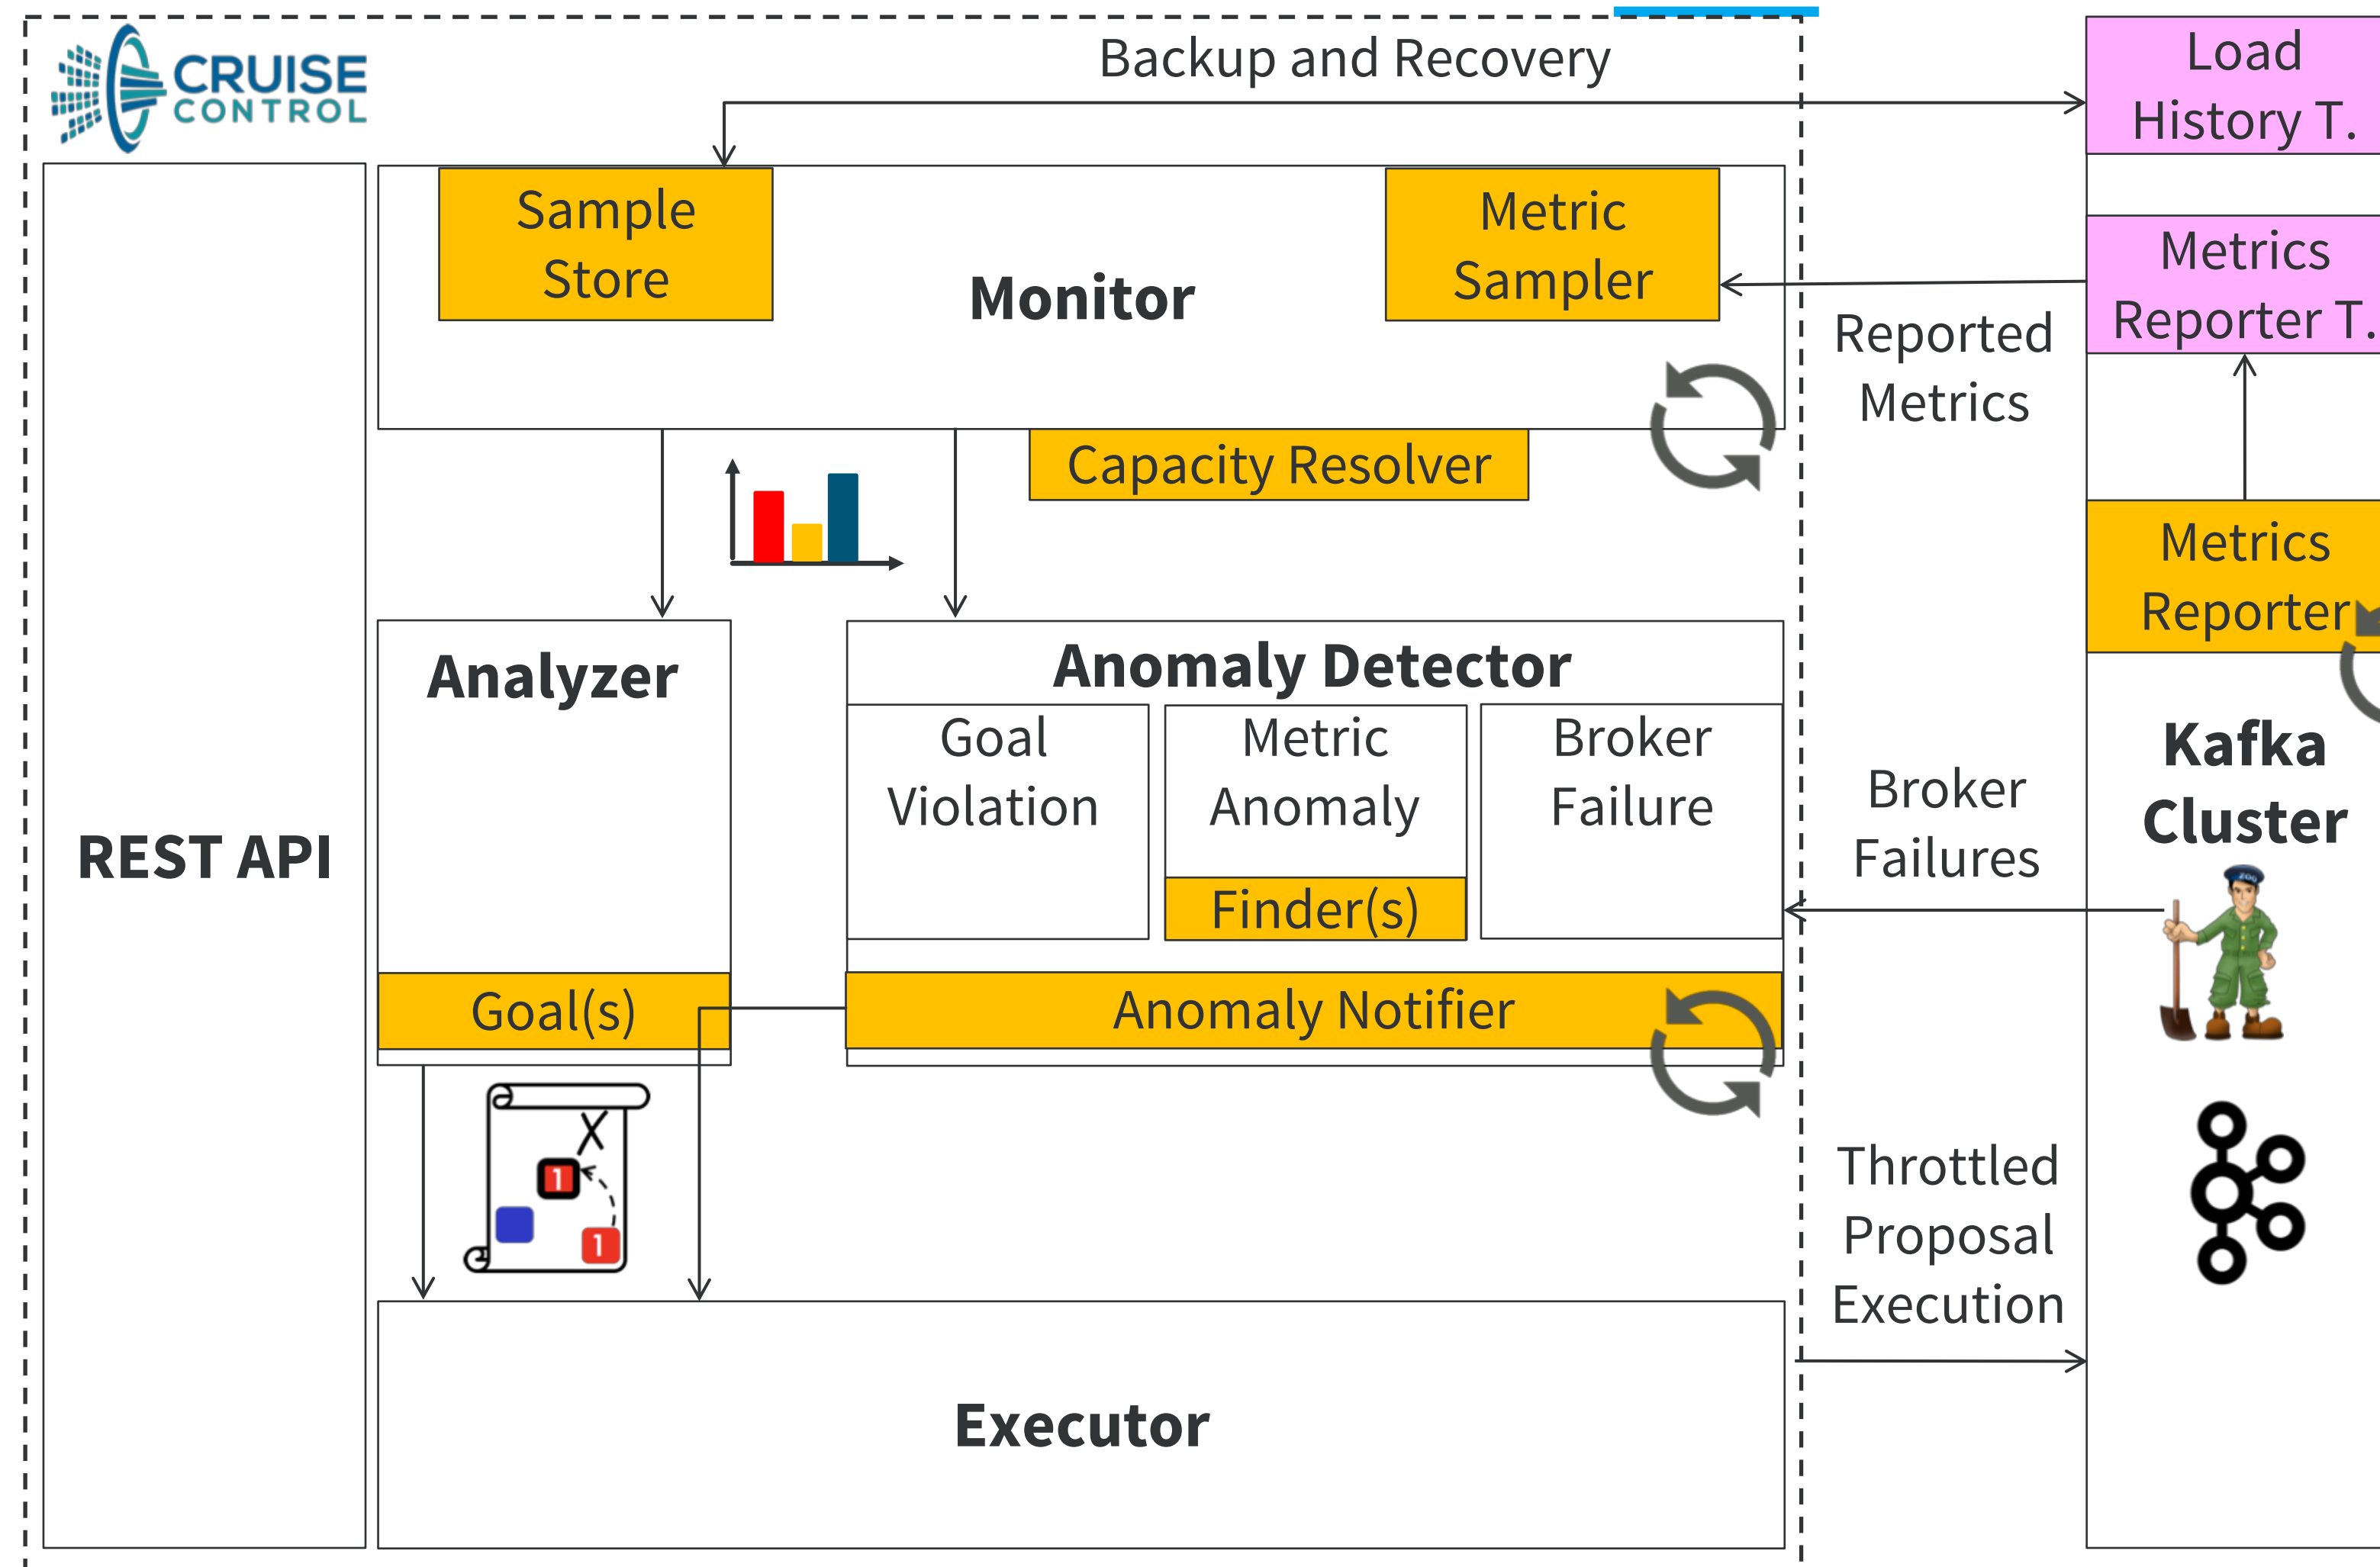 CRUISE
CONTROL
Backup and Recovery
Load
History T.
Sample
Store
Monitor
Metric
Sampler
Metrics
Reporter T.
Reported
Metrics
Capacity Resolver
Metrics
Reporter
REST API
Analyzer
Goal(s)
Anomaly Detector
Goal
Violation
Metric
Anomaly
Finder(s)
Broker
Failure
Anomaly Notifier
Broker
Failures
Kafka
Cluster
ZOO
X
1
1
Throttled
Proposal
Execution
Executor